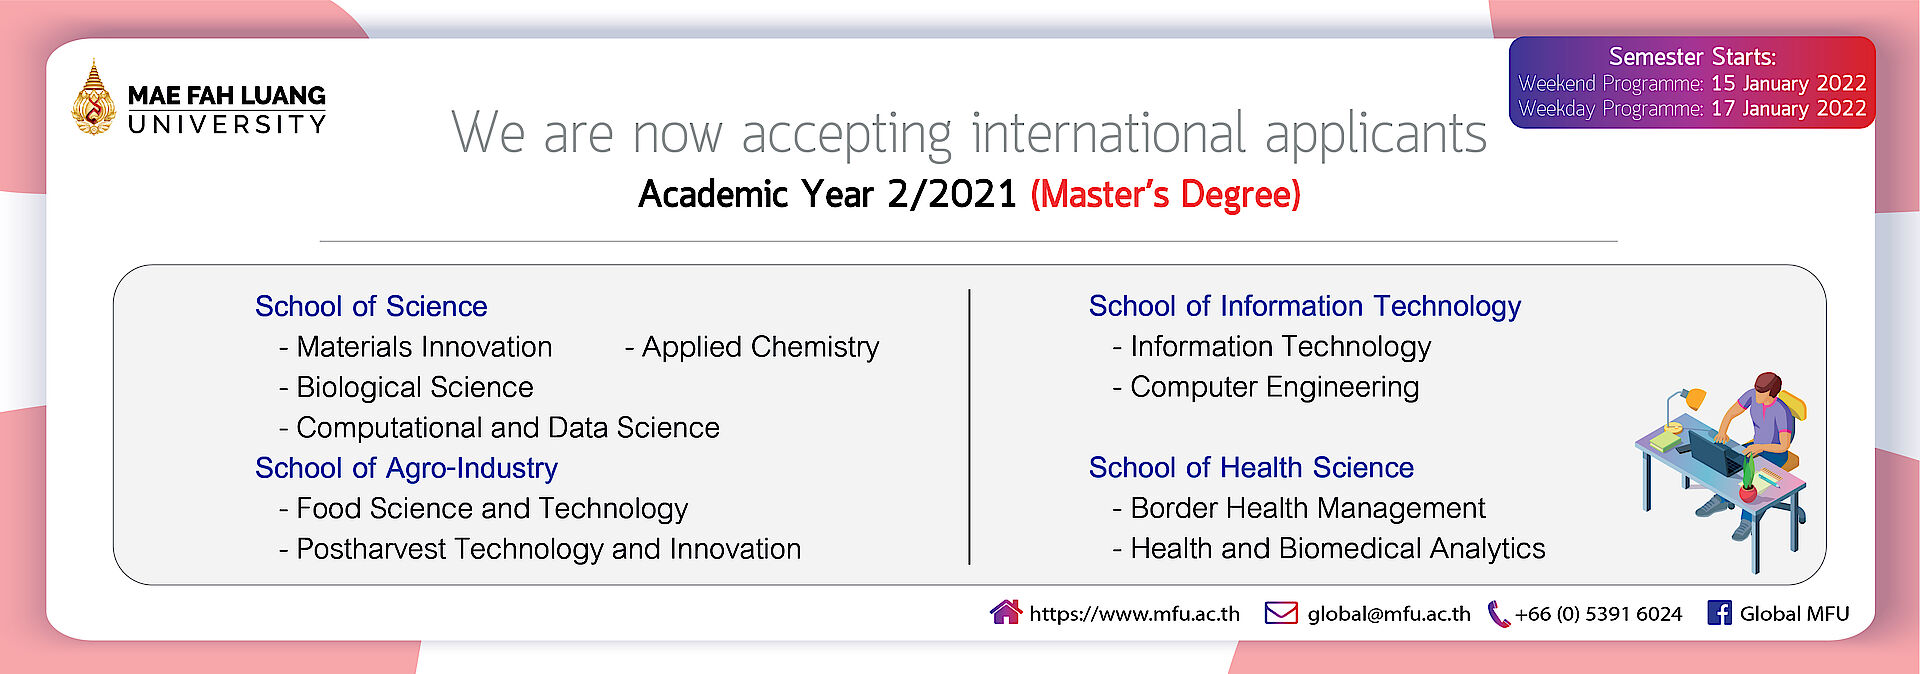 MAE FAH LUANG
UNIVERSITY
Semester Starts:
Weekend Programme: 15 January 2022
Weekday Programme: 17 January 2022
We are now accepting international applicants
Academic Year 2/2021 (Master's Degree)
School of Science
- Materials Innovation - Applied Chemistry
- Biological Science
- Computational and Data Science
School of Agro-Industry
- Food Science and Technology
- Postharvest Technology and Innovation
School of Information Technology
- Information Technology
- Computer Engineering
School of Health Science
- Border Health Management
- Health and Biomedical Analytics
https://www.mfu.ac.th global@mfu.ac.th +66 (0) 5391 6024 Global MFU